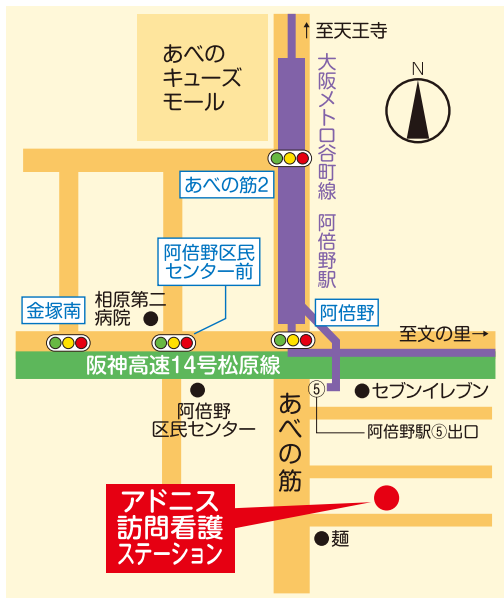 ↑至天王寺
あべの
キューズ
モール
大阪メトロ谷町線 阿倍野駅
N
あべの筋2
阿倍野区民
センター前
金塚南
相原第二
病院
阿倍野
至文の里→
阪神高速14号松原線
⑤
セブンイレブン
阿倍野
区民センター
あべの筋
阿倍野駅⑤出口
アドニス
訪問看護
ステーション
麺